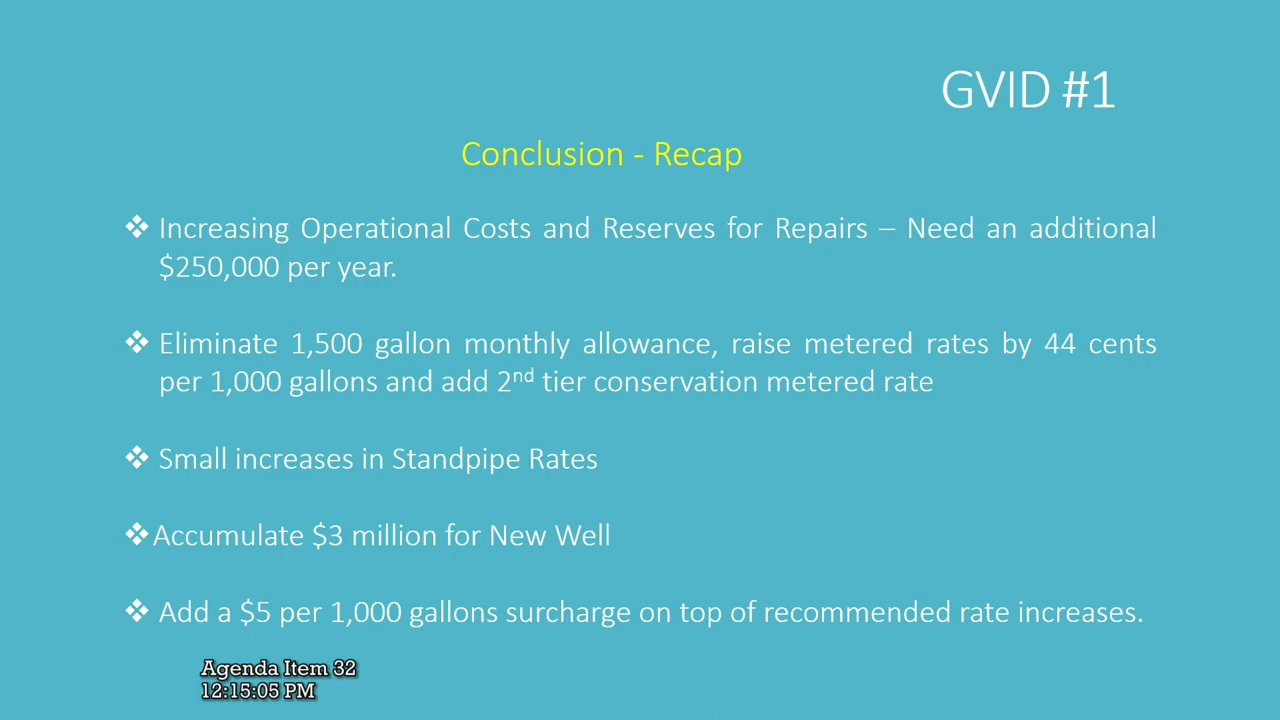 GVID #1
Conclusion - Recap
❖ Increasing Operational Costs and Reserves for Repairs – Need an additional
$250,000 per year.
❖ Eliminate 1,500 gallon monthly allowance, raise metered rates by 44 cents
per 1,000 gallons and add 2nd tier conservation metered rate
❖ Small increases in Standpipe Rates
❖Accumulate $3 million for New Well
❖ Add a $5 per 1,000 gallons surcharge on top of recommended rate increases.
Agenda Item 32
12:15:05 PM